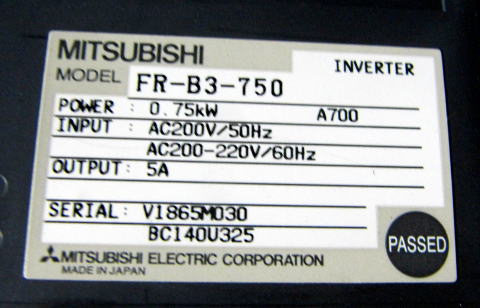 MITSUBISHI
INVERTER
MODEL FR-B3-750
POWER : 0.75kW A700
INPUT : AC200V/50Hz
AC200-220V/60Hz
OUTPUT: 5A
SERIAL: V1865M030
BC140U325
PASSED
MITSUBISHI ELECTRIC CORPORATION
MADE IN JAPAN